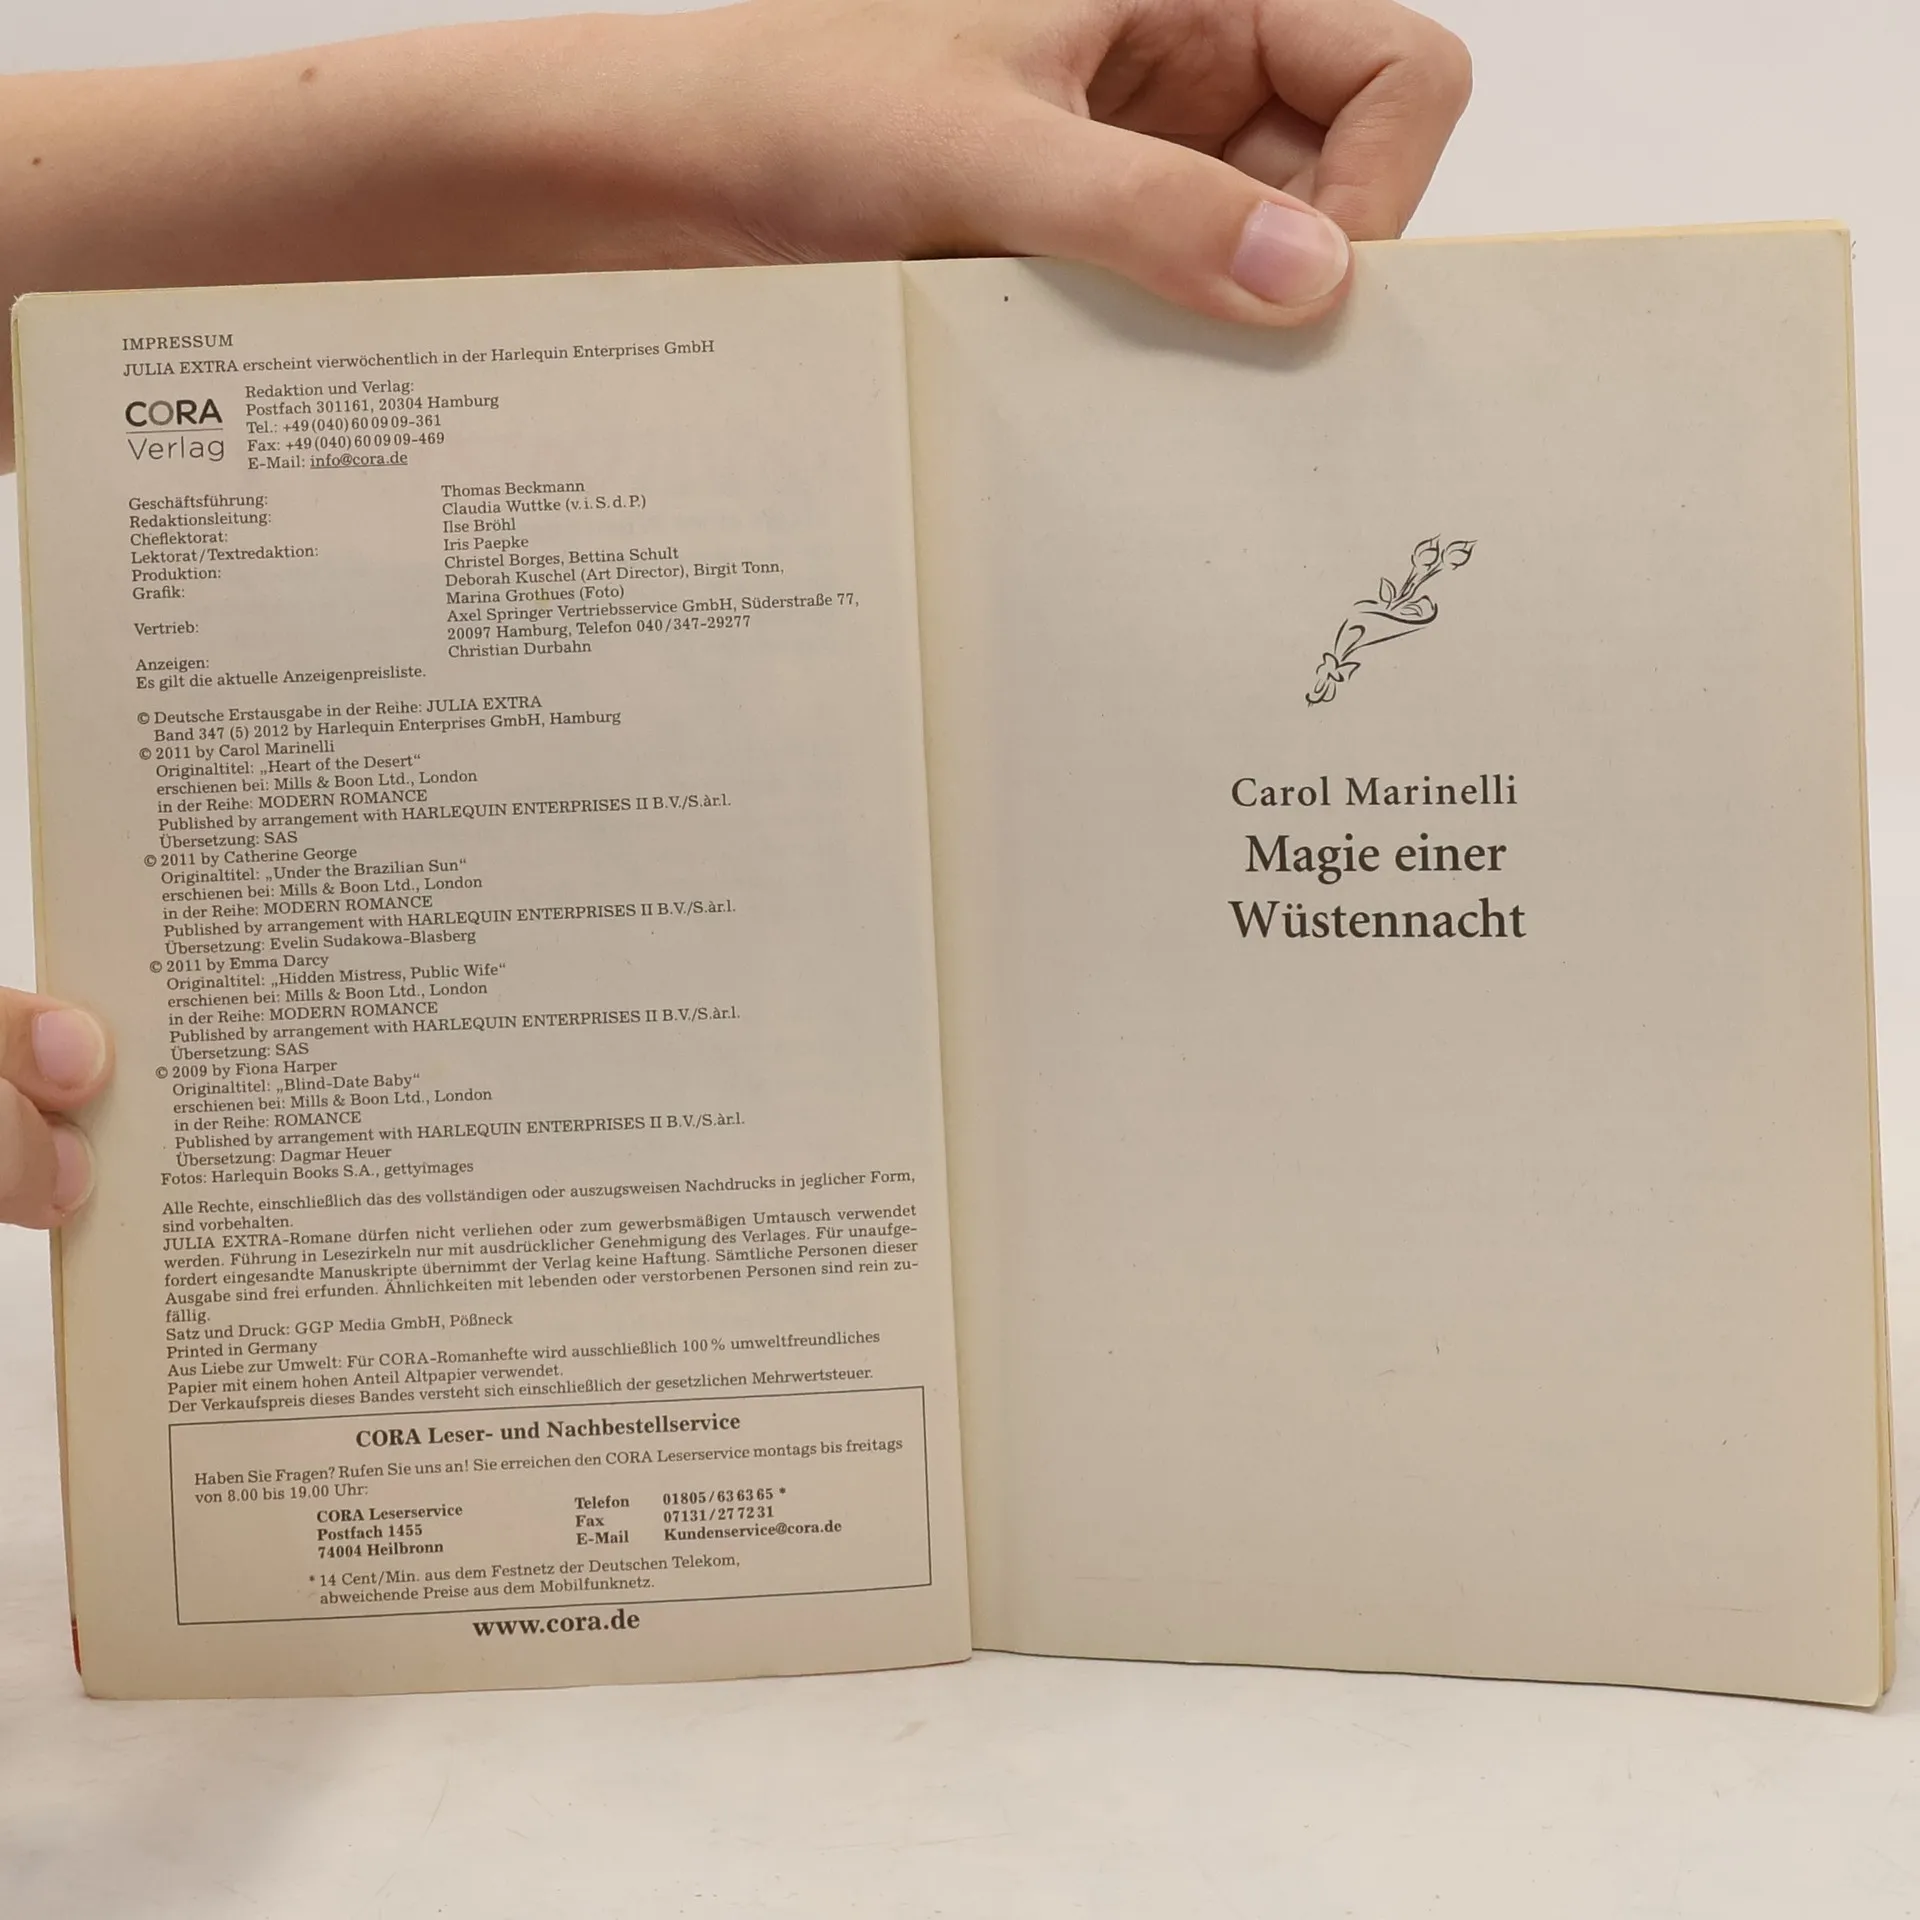 IMPRESSUM
JULIA EXTRA erscheint vierwöchentlich in der Harlequin Enterprises GmbH
CORA
Verlag
Redaktion und Verlag:
Postfach 301161, 20304 Hamburg
Tel.: +49 (040) 60 09 09-361
Fax: +49 (040) 60 09 09-469
E-Mail: info@cora.de
Geschäftsführung: Thomas Beckmann
Redaktionsleitung: Claudia Wuttke (v. i. S. d. P.)
Cheflektorat: Ilse Bröhl
Lektorat/Textredaktion: Iris Paepke
Produktion: Christel Borges, Bettina Schult
Grafik: Deborah Kuschel (Art Director), Birgit Tonn,
Marina Grothues (Foto)
Vertrieb: Axel Springer Vertriebsservice GmbH, Süderstraße 77,
20097 Hamburg, Telefon 040/347-29277
Anzeigen: Christian Durbahn
Es gilt die aktuelle Anzeigenpreisliste.
© Deutsche Erstausgabe in der Reihe: JULIA EXTRA
Band 347 (5) 2012 by Harlequin Enterprises GmbH, Hamburg
© 2011 by Carol Marinelli
Originaltitel: „Heart of the Desert“
erschienen bei: Mills & Boon Ltd., London
in der Reihe: MODERN ROMANCE
Published by arrangement with HARLEQUIN ENTERPRISES II B.V./S.àr.l.
Übersetzung: SAS
© 2011 by Catherine George
Originaltitel: „Under the Brazilian Sun“
erschienen bei: Mills & Boon Ltd., London
in der Reihe: MODERN ROMANCE
Published by arrangement with HARLEQUIN ENTERPRISES II B.V./S.àr.l.
Übersetzung: Evelin Sudakowa-Blasberg
© 2011 by Emma Darcy
Originaltitel: „Hidden Mistress, Public Wife“
erschienen bei: Mills & Boon Ltd., London
in der Reihe: MODERN ROMANCE
Published by arrangement with HARLEQUIN ENTERPRISES II B.V./S.àr.l.
Übersetzung: SAS
© 2009 by Fiona Harper
Originaltitel: „Blind-Date Baby“
erschienen bei: Mills & Boon Ltd., London
in der Reihe: ROMANCE
Published by arrangement with HARLEQUIN ENTERPRISES II B.V./S.àr.l.
Übersetzung: Dagmar Heuer
Fotos: Harlequin Books S.A., gettyimages
Alle Rechte, einschließlich das des vollständigen oder auszugsweisen Nachdrucks in jeglicher Form,
sind vorbehalten.
JULIA EXTRA-Romane dürfen nicht verliehen oder zum gewerbsmäßigen Umtausch verwendet
werden. Führung in Lesezirkeln nur mit ausdrücklicher Genehmigung des Verlages. Für unaufge-
fordert eingesandte Manuskripte übernimmt der Verlag keine Haftung. Sämtliche Personen dieser
Ausgabe sind frei erfunden. Ähnlichkeiten mit lebenden oder verstorbenen Personen sind rein zu-
fällig.
Satz und Druck: GGP Media GmbH, Pößneck
Printed in Germany
Aus Liebe zur Umwelt: Für CORA-Romanhefte wird ausschließlich 100 % umweltfreundliches
Papier mit einem hohen Anteil Altpapier verwendet.
Der Verkaufspreis dieses Bandes versteht sich einschließlich der gesetzlichen Mehrwertsteuer.
CORA Leser- und Nachbestellservice
Haben Sie Fragen? Rufen Sie uns an! Sie erreichen den CORA Leserservice montags bis freitags
von 8.00 bis 19.00 Uhr:
CORA Leserservice Telefon 01805/63 63 65 *
Postfach 1455 Fax 07131/27 72 31
74004 Heilbronn E-Mail Kundenservice@cora.de
* 14 Cent/Min. aus dem Festnetz der Deutschen Telekom,
abweichende Preise aus dem Mobilfunknetz.
www.cora.de
Carol Marinelli
Magie einer
Wüstennacht